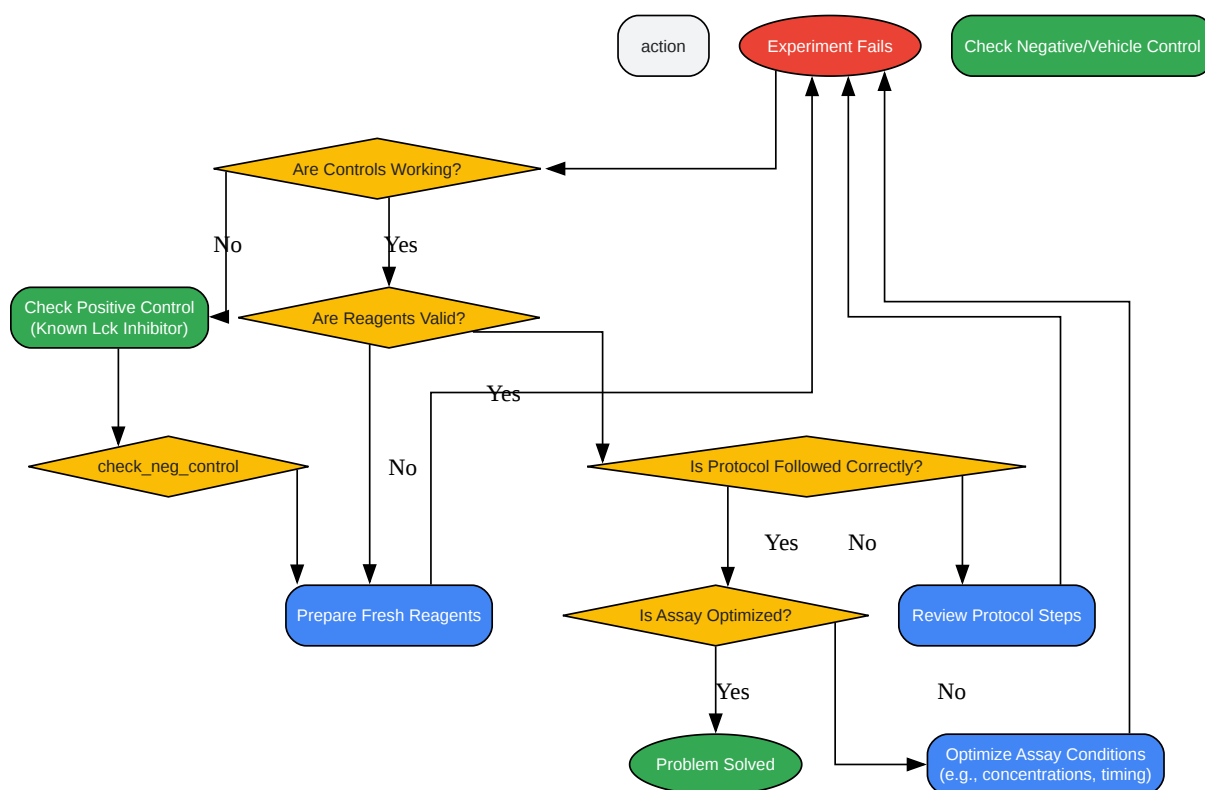 action
Experiment Fails
Check Negative/Vehicle Control
Are Controls Working?
No
Yes
Check Positive Control
(Known Lck Inhibitor)
Are Reagents Valid?
Yes
check_neg_control
No
Is Protocol Followed Correctly?
Yes
No
Prepare Fresh Reagents
Is Assay Optimized?
Review Protocol Steps
Yes
No
Problem Solved
Optimize Assay Conditions
(e.g., concentrations, timing)